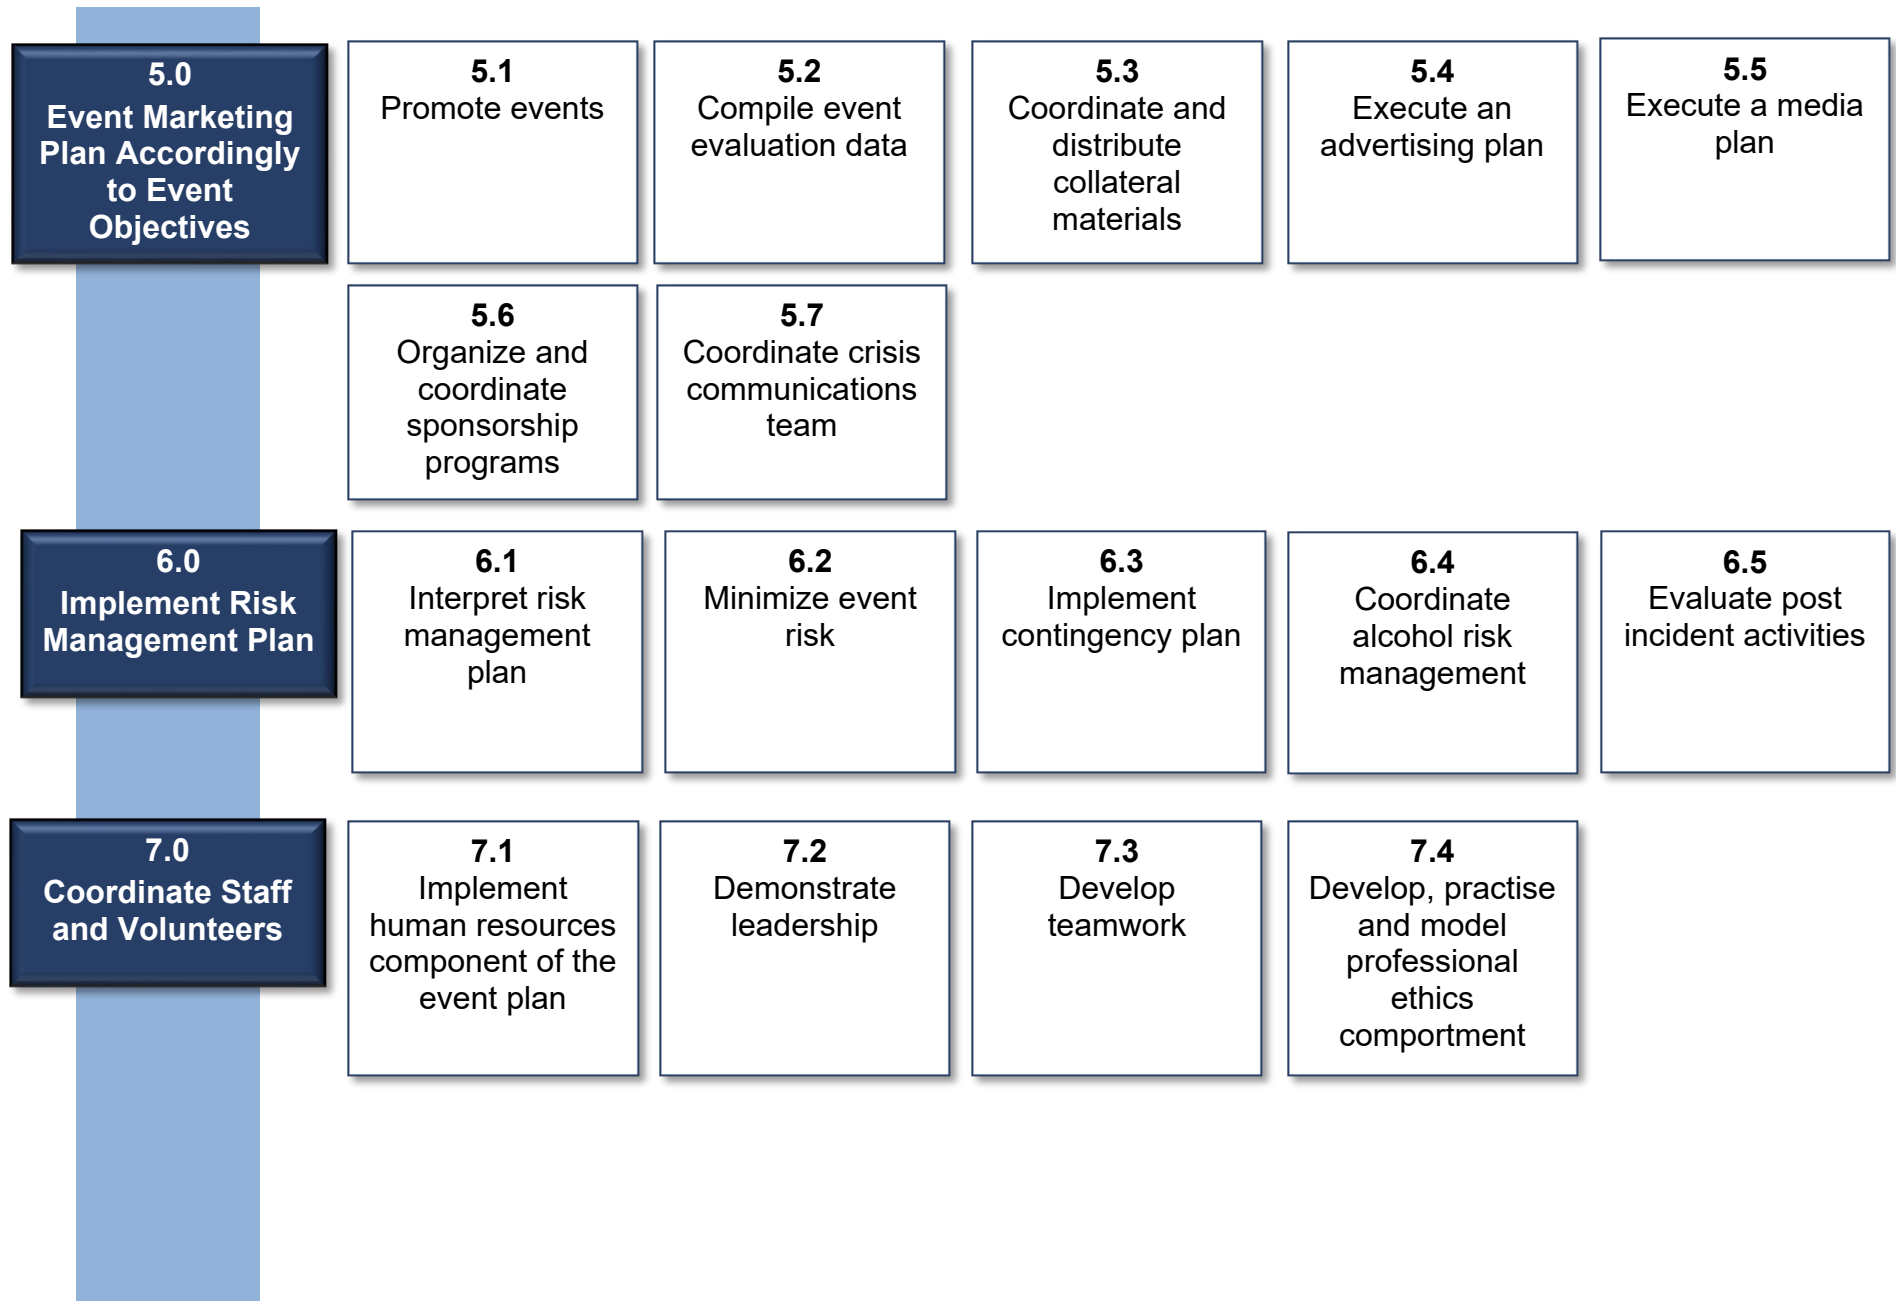 5.0
Event Marketing
Plan Accordingly
to Event
Objectives
5.1
Promote events
5.2
Compile event
evaluation data
5.3
Coordinate and
distribute
collateral
materials
5.4
Execute an
advertising plan
5.5
Execute a media
plan
5.6
Organize and
coordinate
sponsorship
programs
5.7
Coordinate crisis
communications
team
6.0
Implement Risk
Management Plan
6.1
Interpret risk
management
plan
6.2
Minimize event
risk
6.3
Implement
contingency plan
6.4
Coordinate
alcohol risk
management
6.5
Evaluate post
incident activities
7.0
Coordinate Staff
and Volunteers
7.1
Implement
human resources
component of the
event plan
7.2
Demonstrate
leadership
7.3
Develop
teamwork
7.4
Develop, practise
and model
professional
ethics
comportment